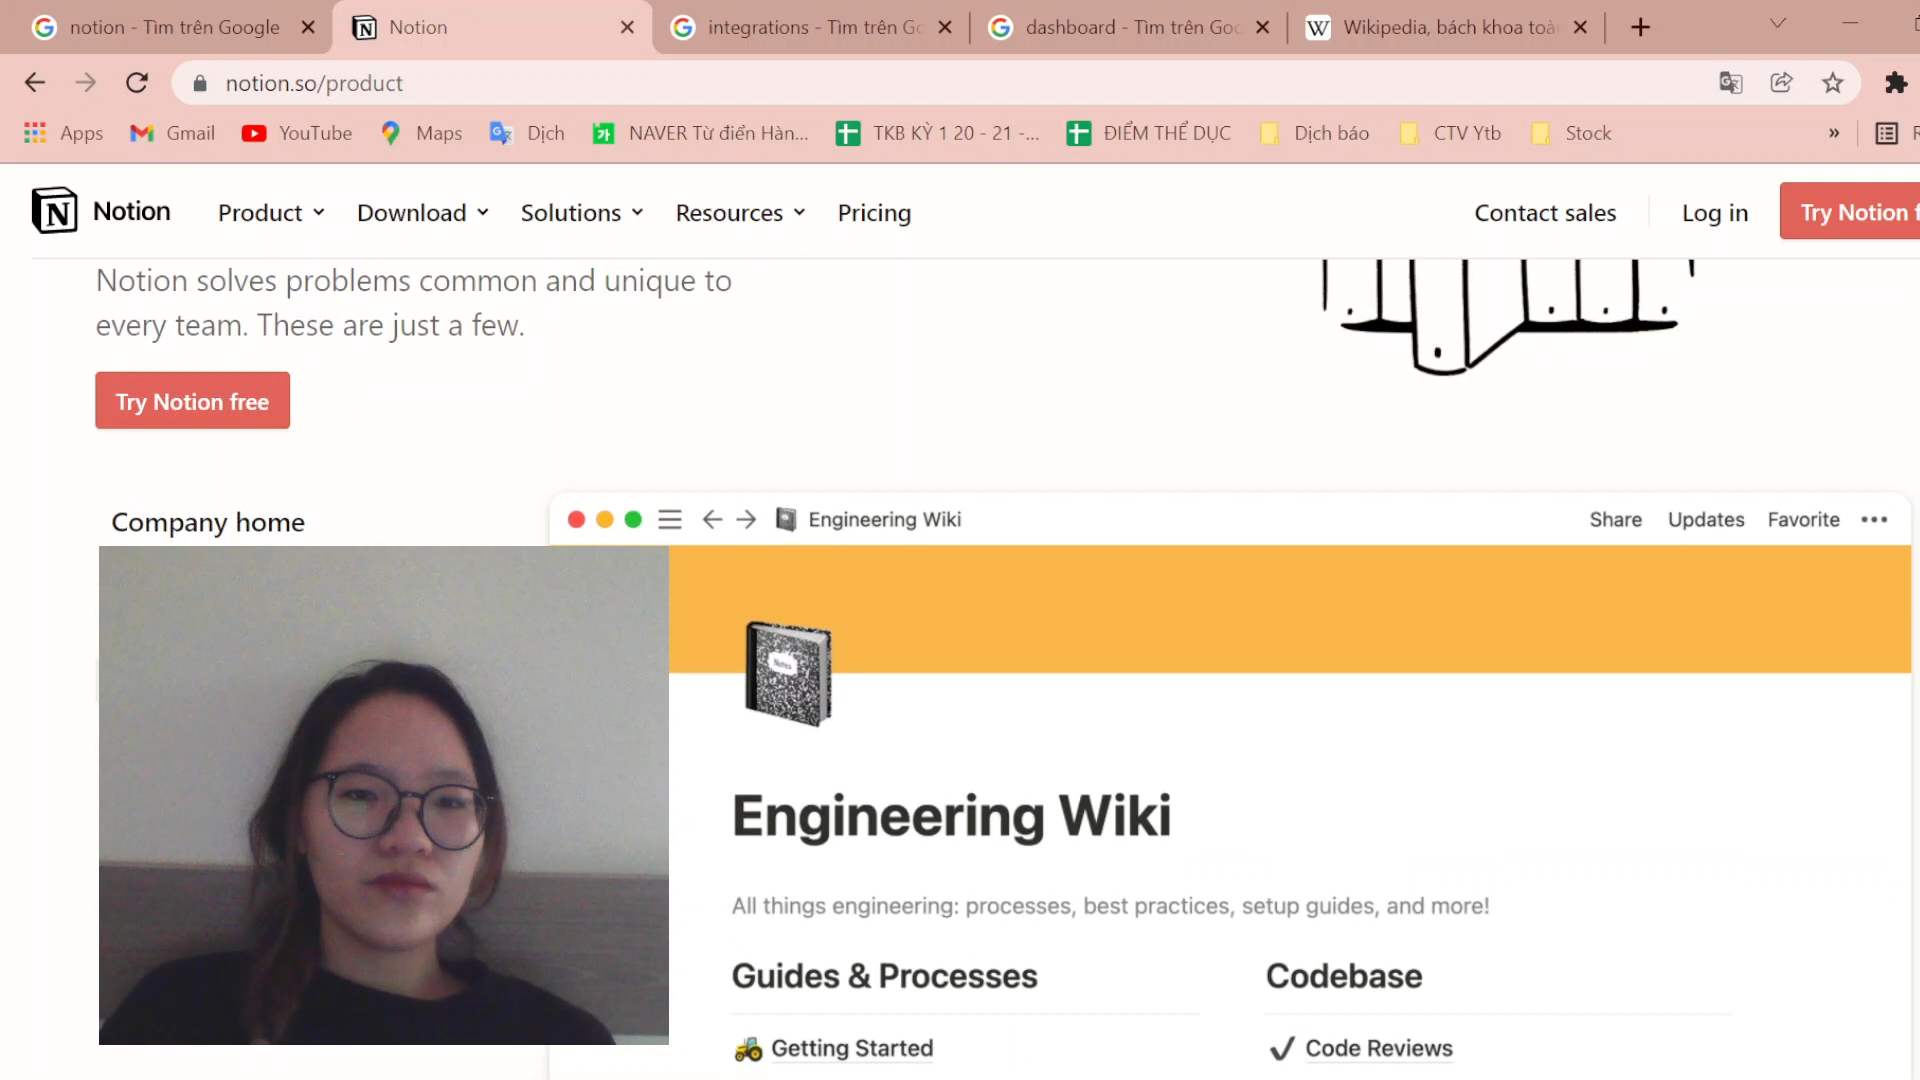 notion - Tìm trên Google
Notion
integrations - Tìm trên Go
dashboard - Tìm trên Goo
Wikipedia, bách khoa toàn
notion.so/product
Apps
Gmail
YouTube
Maps
Dịch
NAVER Từ điển Hàn...
TKB KỲ 1 20 - 21 -...
ĐIỂM THỂ DỤC
Dịch báo
CTV Ytb
Stock
»
R
Notion
Product
Download
Solutions
Resources
Pricing
Contact sales
Log in
Try Notion f
Notion solves problems common and unique to
every team. These are just a few.
Try Notion free
Company home
Engineering Wiki
Share
Updates
Favorite
•••
Notes
Engineering Wiki
All things engineering: processes, best practices, setup guides, and more!
Guides & Processes
Codebase
Getting Started
Code Reviews